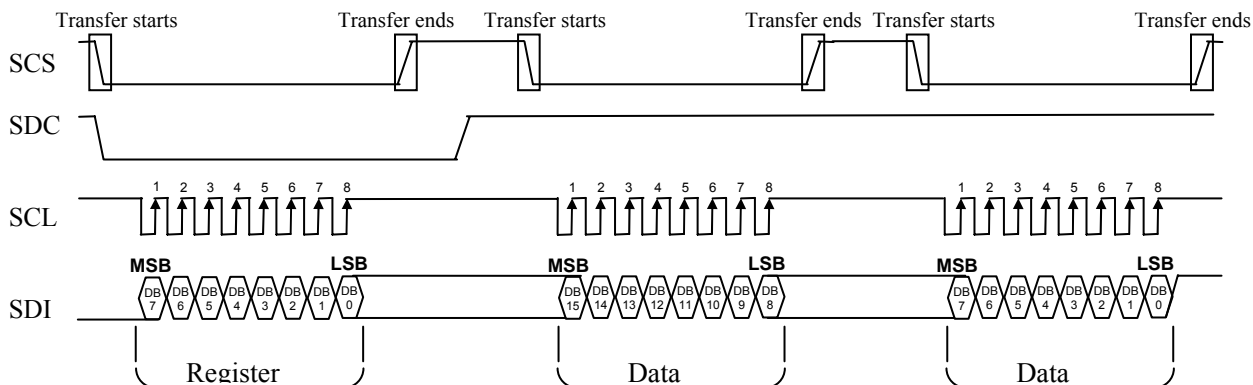 Transfer starts Transfer ends Transfer starts Transfer ends Transfer starts Transfer ends
SCS
SDC
1 2 3 4 5 6 7 8 1 2 3 4 5 6 7 8 1 2 3 4 5 6 7 8
SCL
MSB LSB MSB LSB MSB LSB
SDI
DB DB DB DB DB DB DB DB DB DB DB DB DB DB DB DB DB DB DB DB DB DB DB DB
7 6 5 4 3 2 1 0 15 14 13 12 11 10 9 8 7 6 5 4 3 2 1 0
Register Data Data